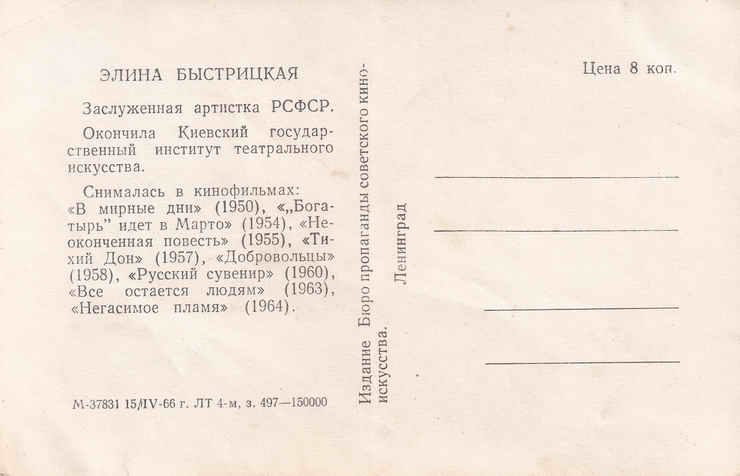 ЭЛИНА БЫСТРИЦКАЯ
Заслуженная артистка РСФСР.
Окончила Киевский государ-
ственный институт театрального
искусства.
Снималась в кинофильмах:
«В мирные дни» (1950), «„Бога-
тырь” идет в Марто» (1954), «Не-
оконченная повесть» (1955), «Ти-
хий Дон» (1957), «Добровольцы»
(1958), «Русский сувенир» (1960),
«Все остается людям» (1963),
«Негасимое пламя» (1964).
М-37831 15/IV-66 г. ЛТ 4-м, з. 497—150000
Издание Бюро пропаганды советского кино-
искусства.
Ленинград
Цена 8 коп.